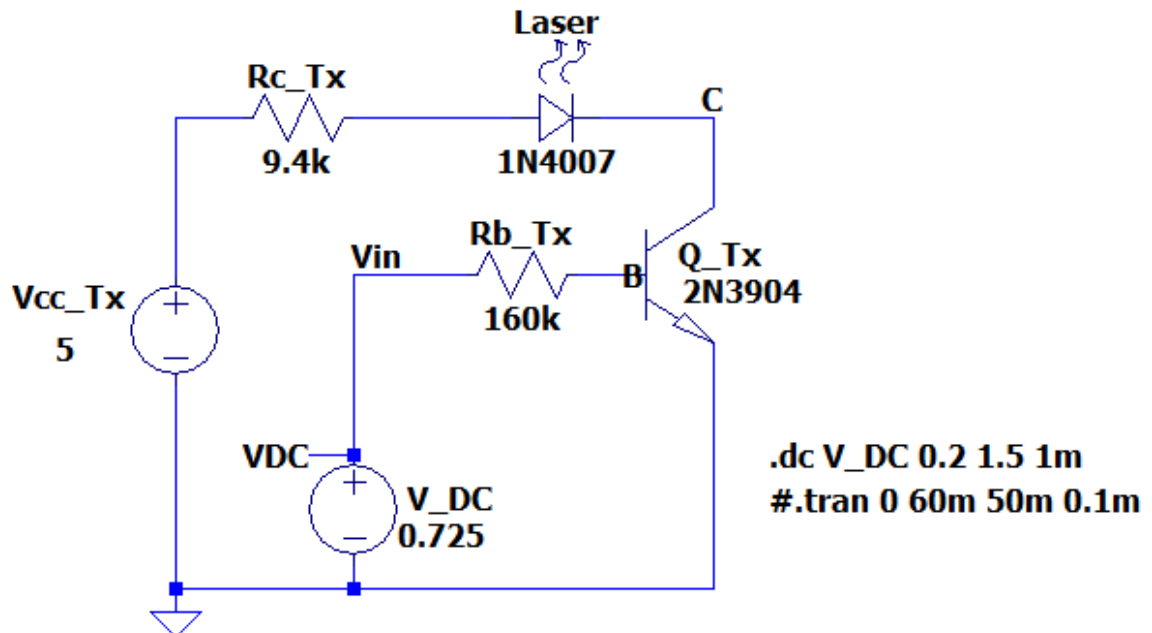 Laser
Rc_Tx
C
9.4k
1N4007
Rb_Tx
Vin
B
Q_Tx
2N3904
160k
Vcc_Tx
5
VDC
V_DC
0.725
.dc V_DC 0.2 1.5 1m
#.tran 0 60m 50m 0.1m